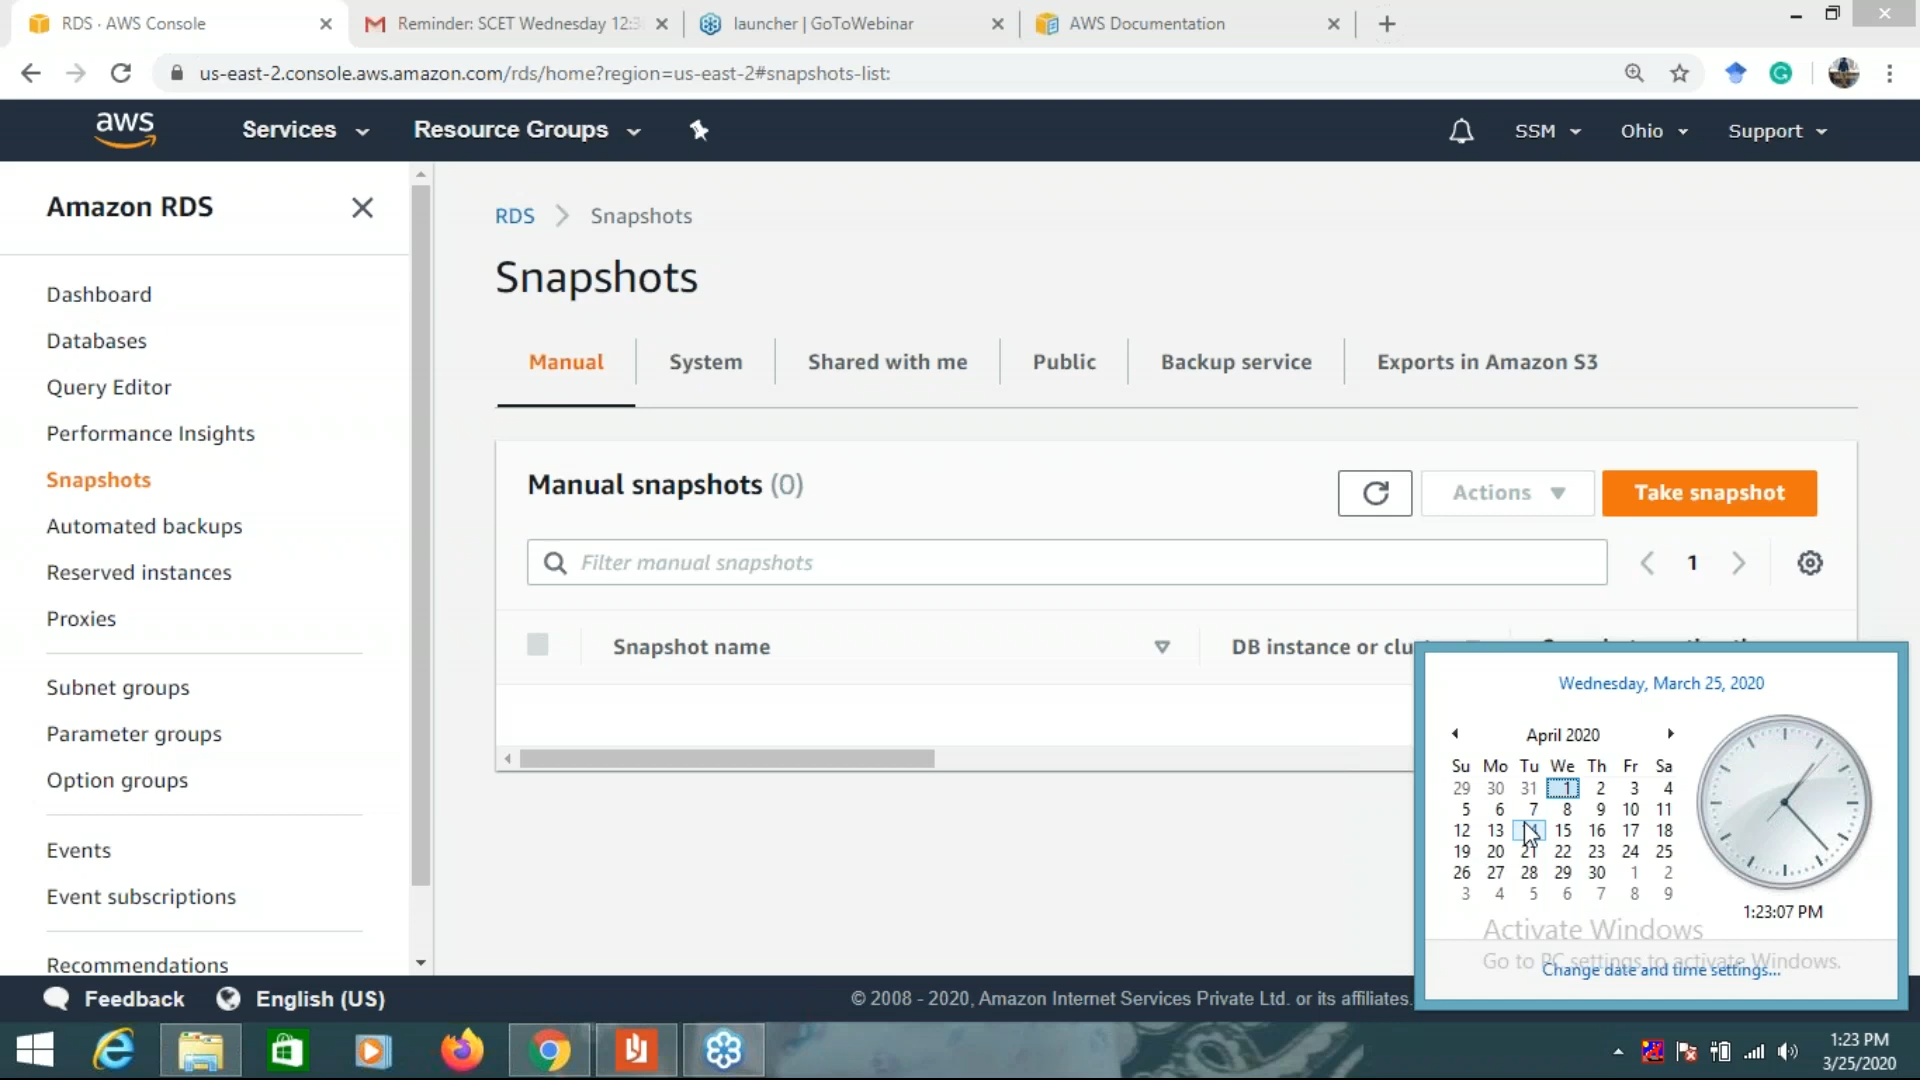 RDS · AWS Console
Reminder: SCET Wednesday 12:3
launcher | GoToWebinar
AWS Documentation
us-east-2.console.aws.amazon.com/rds/home?region=us-east-2#snapshots-list:
aws
Services
Resource Groups
SSM
Ohio
Support
Amazon RDS
Dashboard
Databases
Query Editor
Performance Insights
Snapshots
Automated backups
Reserved instances
Proxies
Subnet groups
Parameter groups
Option groups
Events
Event subscriptions
Recommendations
RDS > Snapshots
Snapshots
Manual
System
Shared with me
Public
Backup service
Exports in Amazon S3
Manual snapshots (0)
Actions
Take snapshot
Filter manual snapshots
1
Snapshot name
DB instance or clu
Wednesday, March 25, 2020
April 2020
Su Mo Tu We Th Fr Sa
29 30 31 1 2 3 4
5 6 7 8 9 10 11
12 13 14 15 16 17 18
19 20 21 22 23 24 25
26 27 28 29 30 1 2
3 4 5 6 7 8 9
1:23:07 PM
Activate Windows
Go to PC settings to activate Windows.
Change date and time settings...
Feedback
English (US)
© 2008 - 2020, Amazon Internet Services Private Ltd. or its affiliates.
1:23 PM
3/25/2020